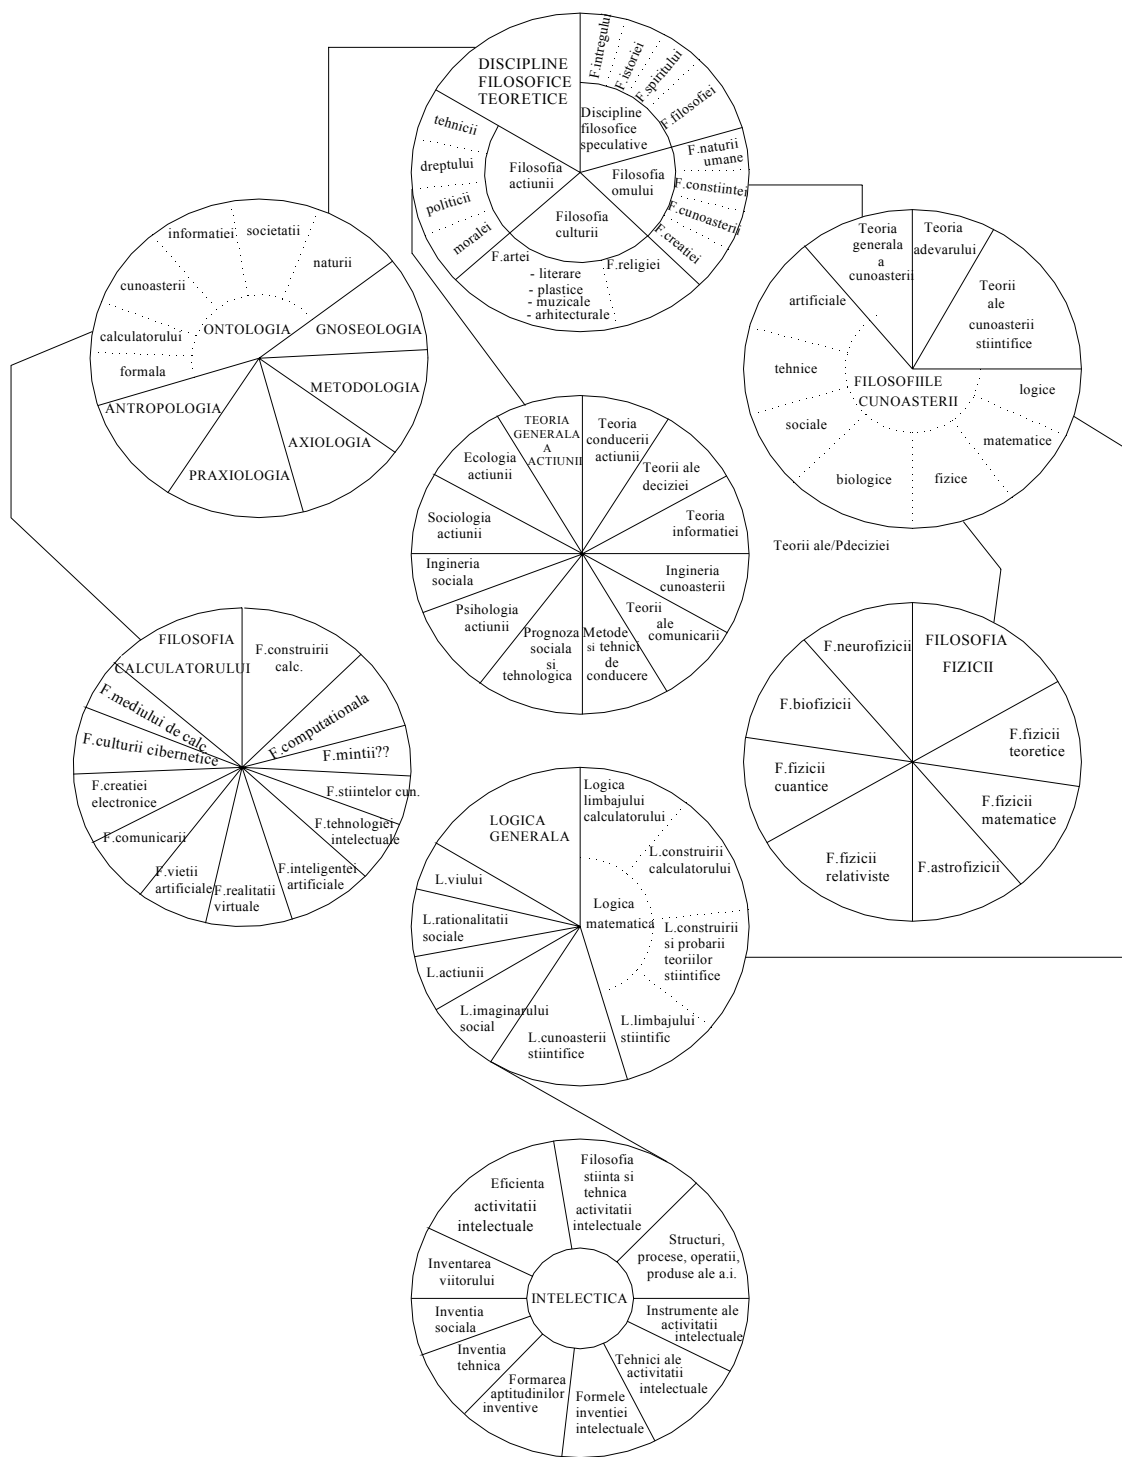 DISCIPLINE
FILOSOFICE
TEORETICE
F.intregului
F.istoriei
F.spiritului
F.filosofiei
Discipline
filosofice
speculative
F.naturii
umane
F.constiintei
F.cunoasterii
F.creatiei
Filosofia
omului
Filosofia
culturii
F.religiei
F.artei
- literare
- plastice
- muzicale
- arhitecturale
Filosofia
actiunii
tehnicii
dreptului
politicii
moralei
informatiei
societatii
naturii
cunoasterii
calculatorului
formala
ONTOLOGIA
GNOSEOLOGIA
METODOLOGIA
AXIOLOGIA
PRAXIOLOGIA
ANTROPOLOGIA
Teoria
generala
a
cunoasterii
Teoria
adevarului
Teorii
ale
cunoasterii
stiintifice
artificiale
tehnice
sociale
biologice
fizice
matematice
logice
FILOSOFIILE
CUNOASTERII
TEORIA
GENERALA
A
ACTIUNII
Teoria
conducerii
actiunii
Teorii ale
deciziei
Teoria
informatiei
Ingineria
cunoasterii
Teorii
ale
comunicarii
Metode
si tehnici
de
conducere
Prognoza
sociala
si
tehnologica
Psihologia
actiunii
Ingineria
sociala
Sociologia
actiunii
Ecologia
actiunii
Teorii ale/Pdeciziei
FILOSOFIA
CALCULATORULUI
F.construirii
calc.
F.computationala
F.mintii??
F.stiintelor cun.
F.tehnologiei
intelectuale
F.inteligentei
artificiale
F.realitatii
virtuale
F.vietii
artificiale
F.comunicarii
F.creatiei
electronice
F.culturii cibernetice
F.mediului de calc.
FILOSOFIA
FIZICII
F.fizicii
teoretice
F.fizicii
matematice
F.astrofizicii
F.fizicii
relativiste
F.fizicii
cuantice
F.biofizicii
F.neurofizicii
LOGICA
GENERALA
Logica
limbajului
calculatorului
L.construirii
calculatorului
L.construirii
si probarii
teoriilor
stiintifice
L.limbajului
stiintific
Logica
matematica
L.cunoasterii
stiintifice
L.imaginarului
social
L.actiunii
L.rationalitatii
sociale
L.viului
Eficienta
activitatii
intelectuale
Filosofia
stiinta si
tehnica
activitatii
intelectuale
Structuri,
procese, operatii,
produse ale a.i.
Instrumente ale
activitatii
intelectuale
Tehnici ale
activitatii
intelectuale
Formele
inventiei
intelectuale
Formarea
aptitudinilor
inventive
Inventia
tehnica
Inventia
sociala
Inventarea
viitorului
INTELECTICA